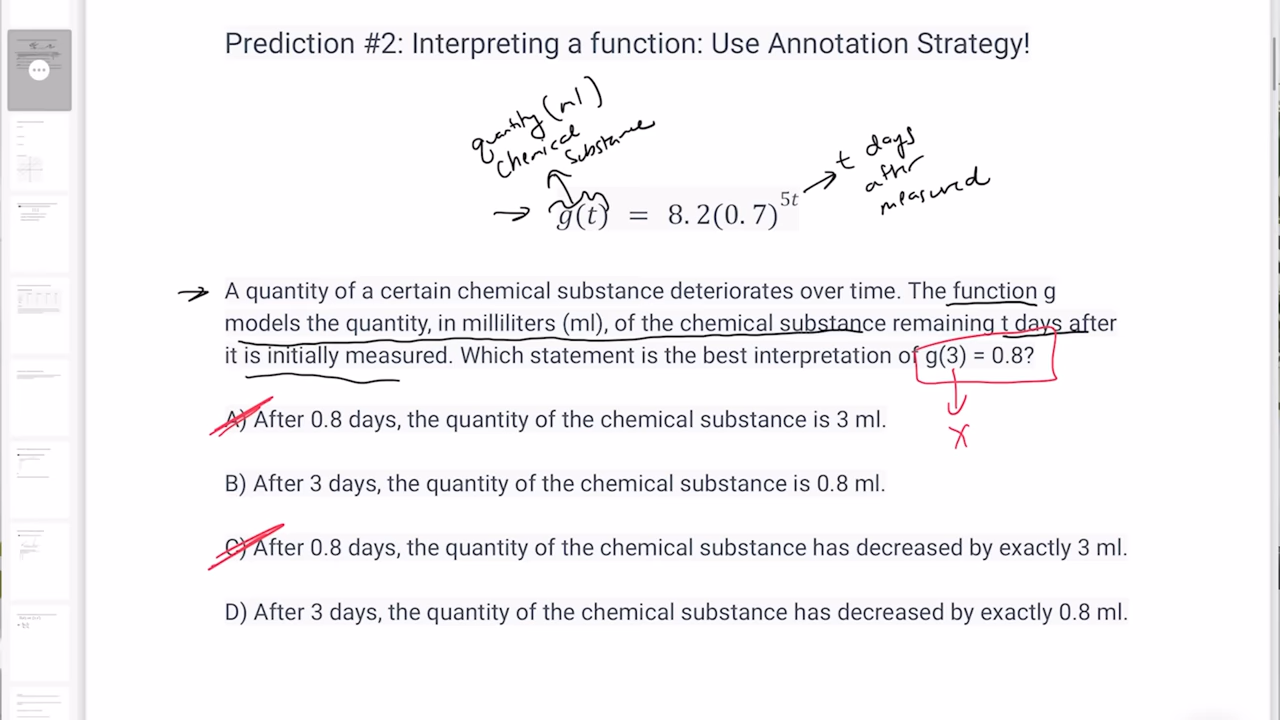 Prediction #2: Interpreting a function: Use Annotation Strategy!
quantity (ml)
chemical
substance
t days
after
measured
g(t) = 8.2(0.7)^{5t}
A quantity of a certain chemical substance deteriorates over time. The function g
models the quantity, in milliliters (ml), of the chemical substance remaining t days after
it is initially measured. Which statement is the best interpretation of g(3) = 0.8?
x
A) After 0.8 days, the quantity of the chemical substance is 3 ml.
B) After 3 days, the quantity of the chemical substance is 0.8 ml.
C) After 0.8 days, the quantity of the chemical substance has decreased by exactly 3 ml.
D) After 3 days, the quantity of the chemical substance has decreased by exactly 0.8 ml.